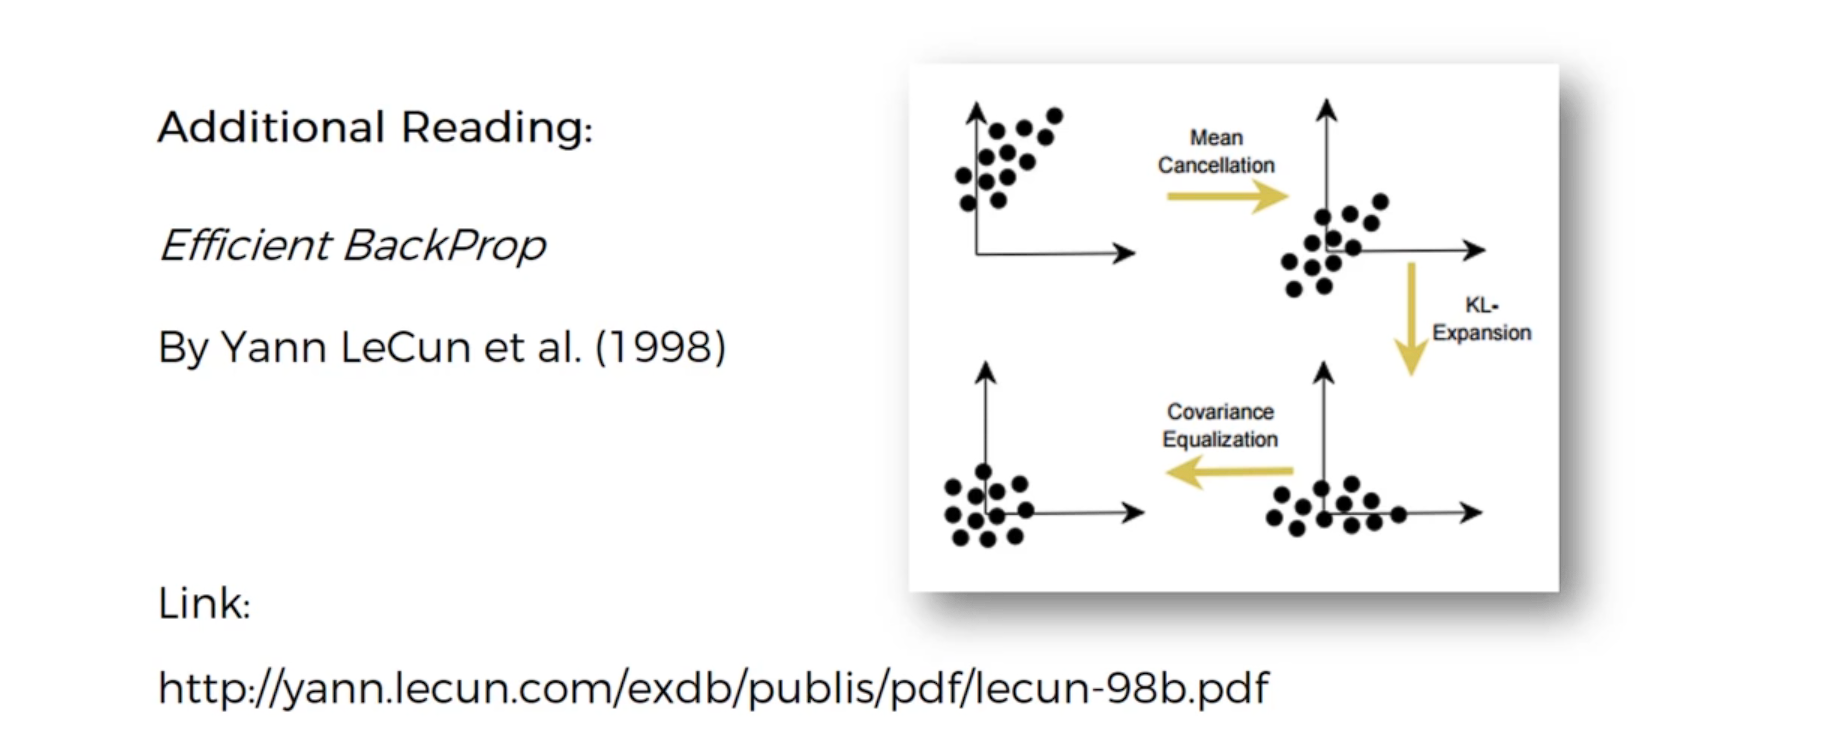 Additional Reading:
Efficient BackProp
By Yann LeCun et al. (1998)
Link:
http://yann.lecun.com/exdb/publis/pdf/lecun-98b.pdf
Mean
Cancellation
KL-
Expansion
Covariance
Equalization